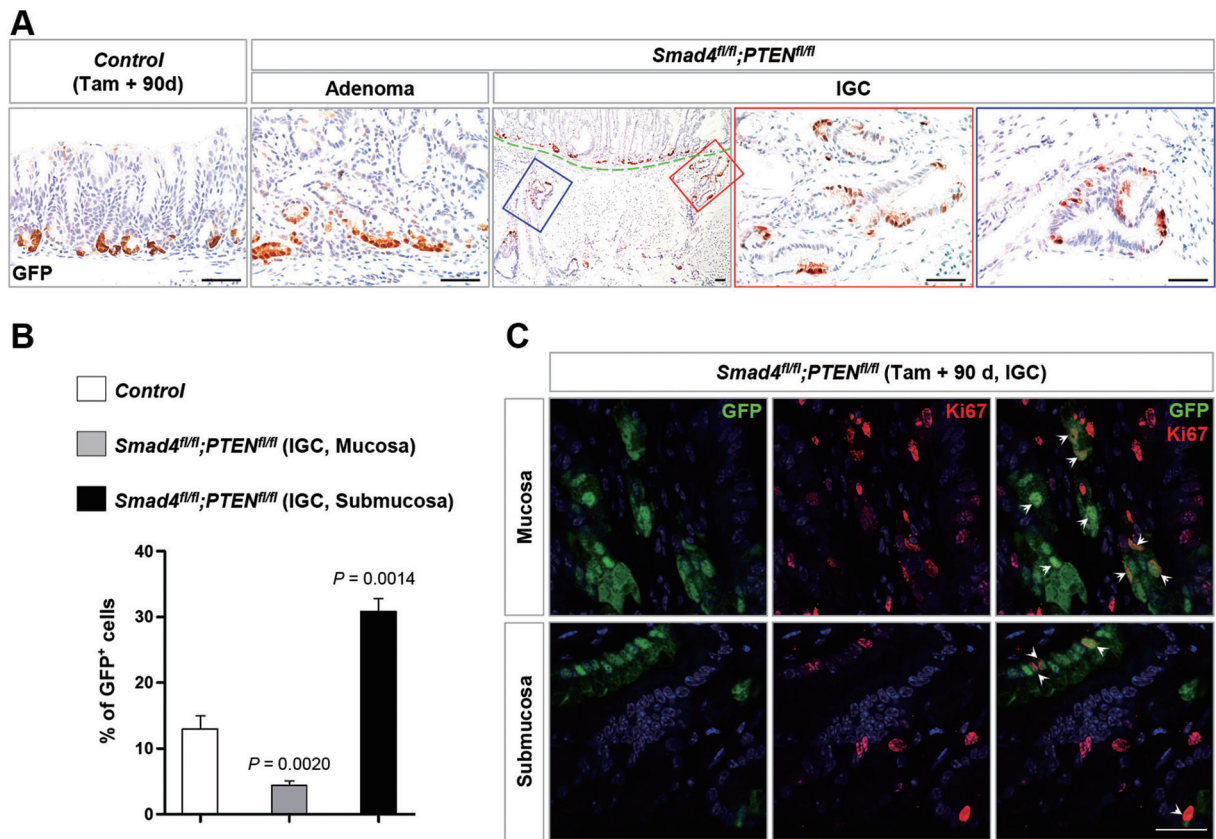 A
Control
(Tam + 90d)
Smad4fl/fl;PTENfl/fl
Adenoma
IGC
GFP
B
Control
Smad4fl/fl;PTENfl/fl (IGC, Mucosa)
Smad4fl/fl;PTENfl/fl (IGC, Submucosa)
% of GFP+ cells
40
30
20
10
0
P = 0.0020
P = 0.0014
C
Smad4fl/fl;PTENfl/fl (Tam + 90 d, IGC)
Mucosa
GFP
Ki67
GFP
Ki67
Submucosa